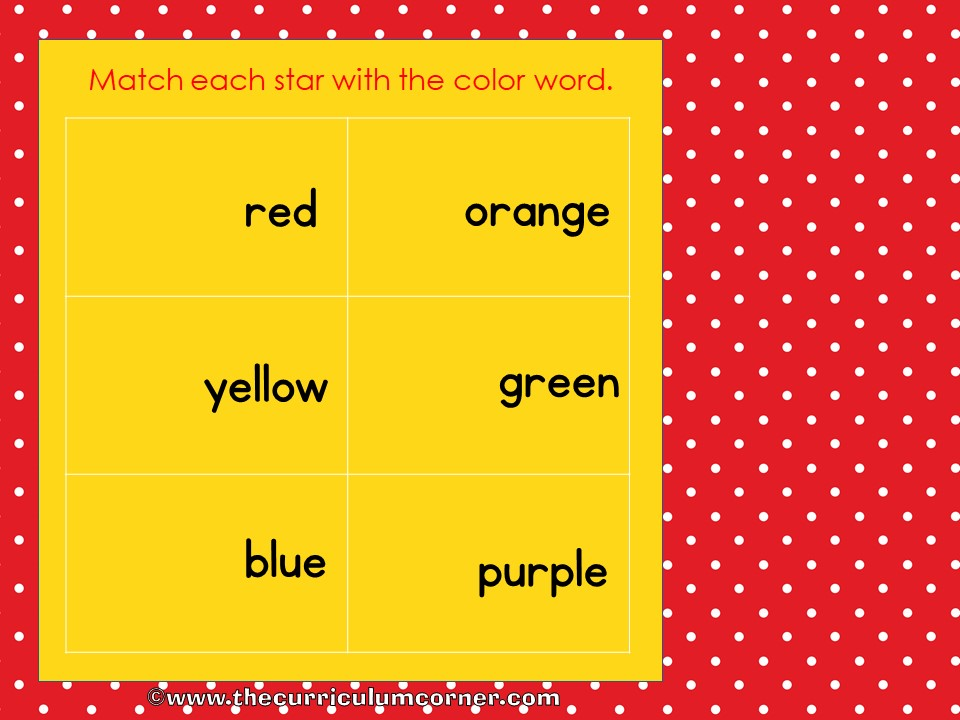 Match each star with the color word.
red orange
yellow green
blue purple
©www.thecurriculumcorner.com